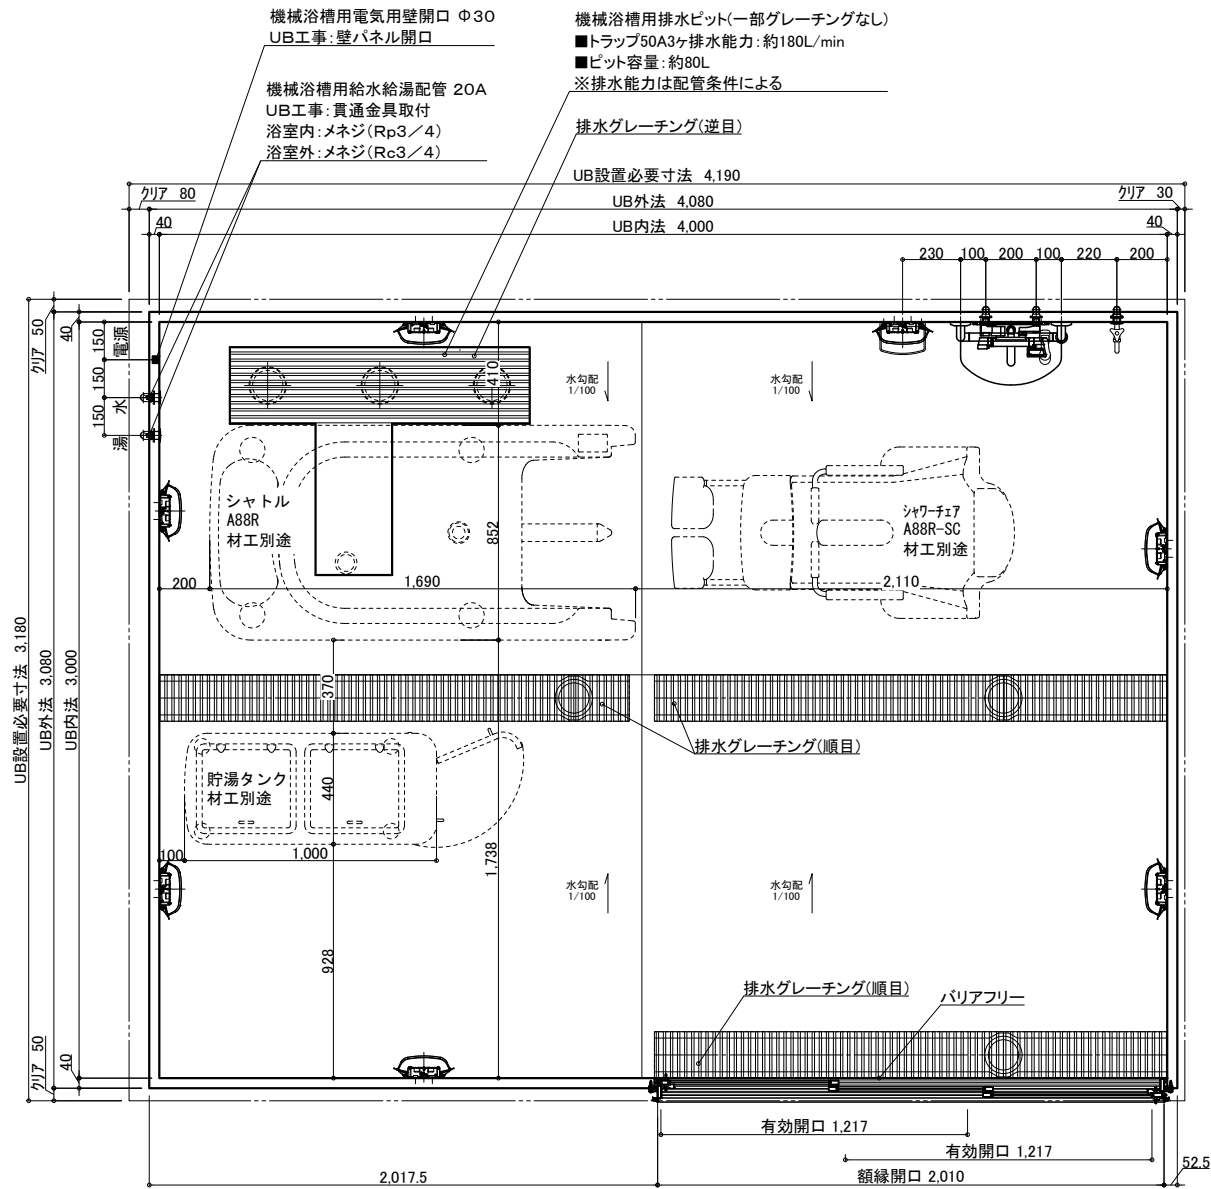 機械浴槽用電気用壁開口 Φ30
UB工事:壁パネル開口
機械浴槽用給水給湯配管 20A
UB工事:貫通金具取付
浴室内:メネジ(Rp3／4)
浴室外:メネジ(Rc3／4)
機械浴槽用排水ピット(一部グレーチングなし)
■トラップ50A3ヶ排水能力:約180L/min
■ピット容量:約80L
※排水能力は配管条件による
排水グレーチング(逆目)
UB設置必要寸法 4,190
クリア 80
UB外法 4,080
クリア 30
40
UB内法 4,000
40
230
100
200
100
220
200
クリア 50
40
150
電源
150
水
150
湯
410
水勾配
1/100
水勾配
1/100
シャトル
A88R
材工別途
852
シャワーチェア
A88R-SC
材工別途
200
1,690
2,110
UB設置必要寸法 3,180
UB外法 3,080
UB内法 3,000
370
排水グレーチング(順目)
貯湯タンク
材工別途
440
100
1,000
1,738
水勾配
1/100
水勾配
1/100
928
排水グレーチング(順目)
バリアフリー
クリア 50
40
有効開口 1,217
有効開口 1,217
2,017.5
額縁開口 2,010
52.5